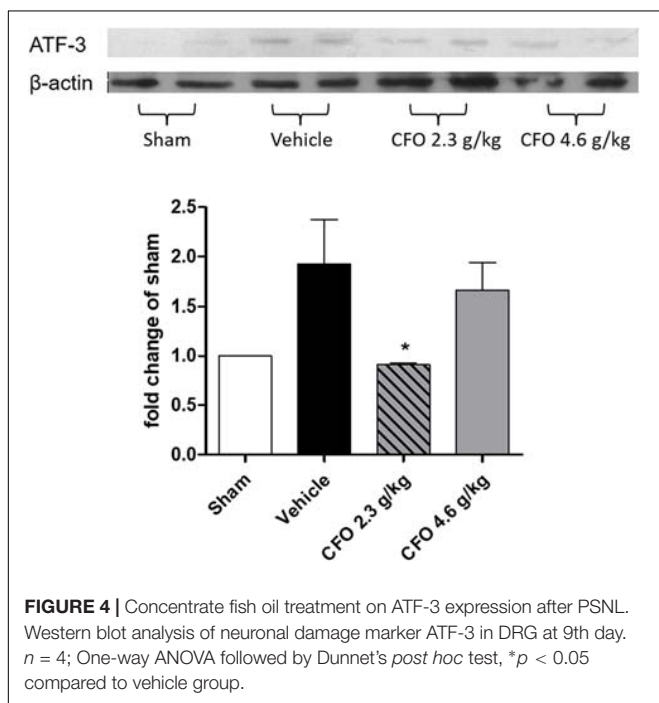 ATF-3
β-actin
Sham Vehicle CFO 2.3 g/kg CFO 4.6 g/kg
fold change of sham
2.5
2.0
1.5
1.0
0.5
0.0
*
Sham Vehicle CFO 2.3 g/kg CFO 4.6 g/kg
FIGURE 4 | Concentrate fish oil treatment on ATF-3 expression after PSNL.
Western blot analysis of neuronal damage marker ATF-3 in DRG at 9th day.
n = 4; One-way ANOVA followed by Dunnet's post hoc test, *p < 0.05
compared to vehicle group.